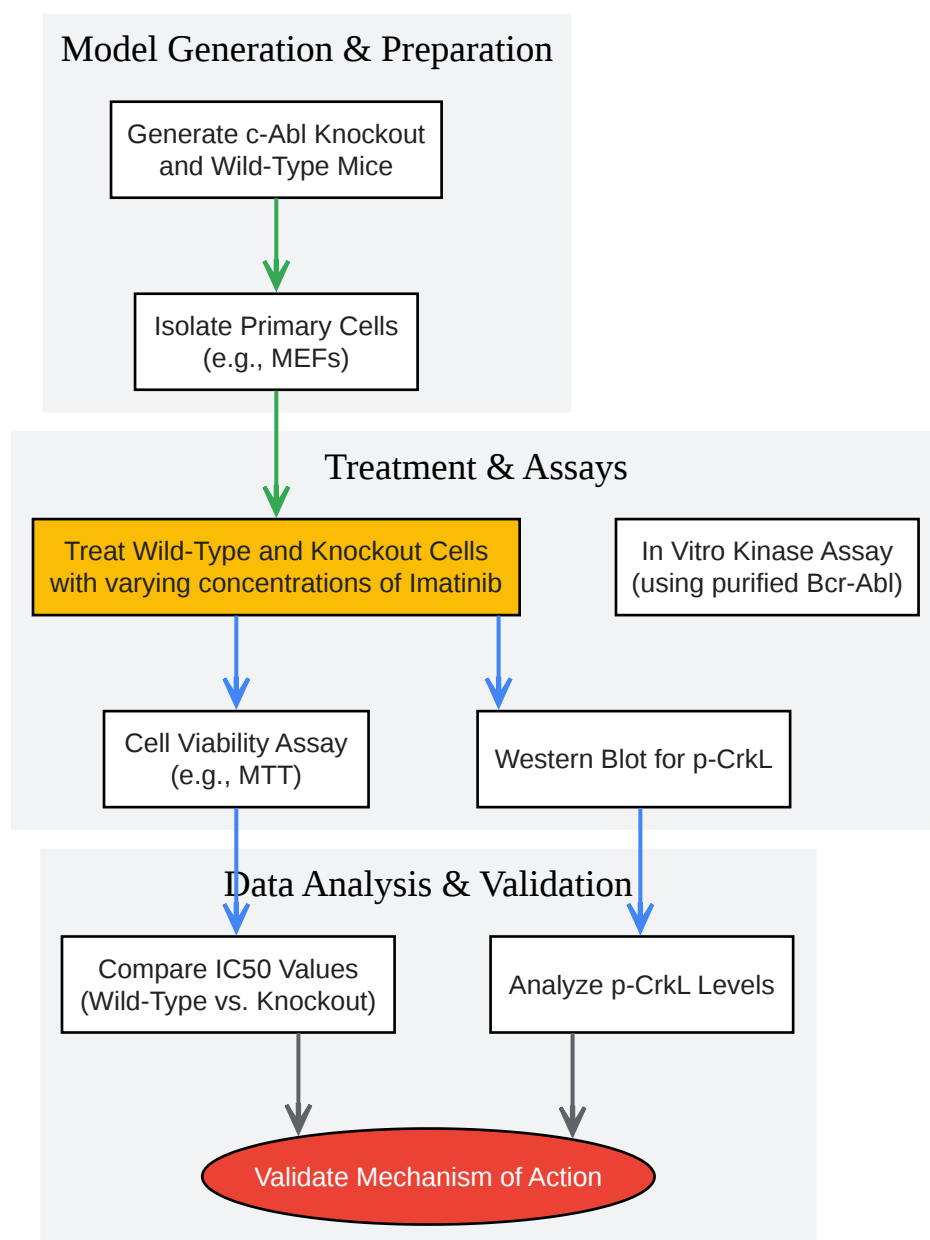 Model Generation & Preparation
Generate c-Abl Knockout
and Wild-Type Mice
Isolate Primary Cells
(e.g., MEFs)
Treatment & Assays
Treat Wild-Type and Knockout Cells
with varying concentrations of Imatinib
In Vitro Kinase Assay
(using purified Bcr-Abl)
Cell Viability Assay
(e.g., MTT)
Western Blot for p-CrkL
Data Analysis & Validation
Compare IC50 Values
(Wild-Type vs. Knockout)
Analyze p-CrkL Levels
Validate Mechanism of Action